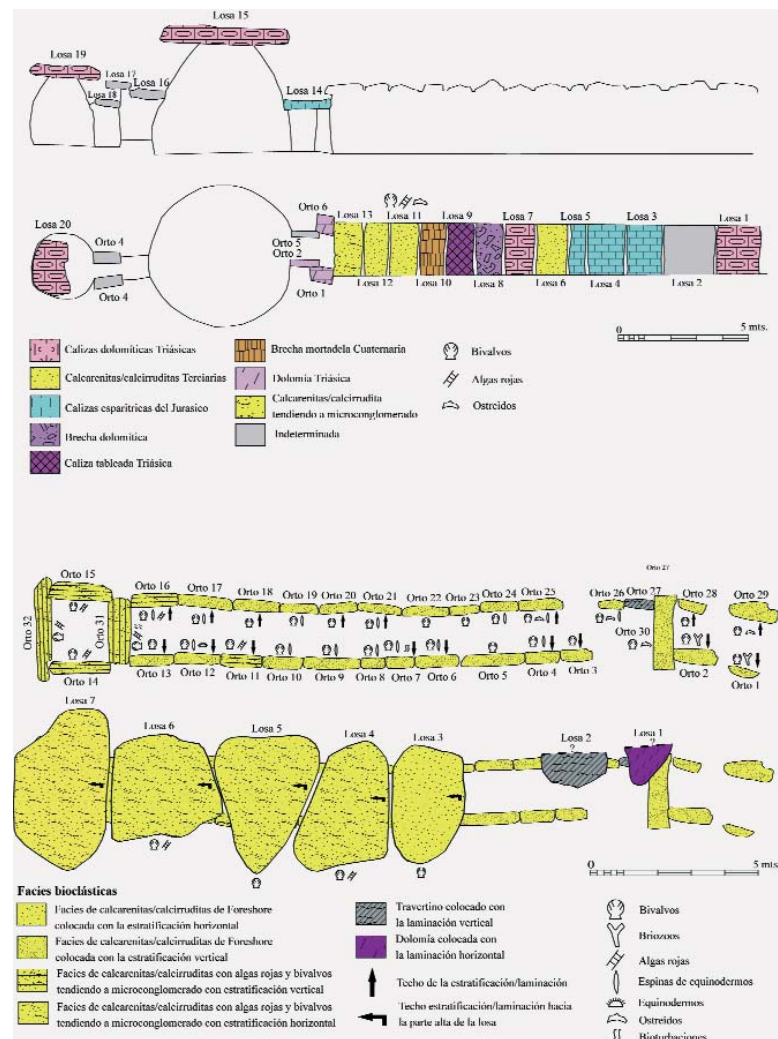 Losa 15
Losa 19
Losa 17
Losa 16
Losa 18
Losa 14
Orto 6
Losa 13
Losa 11
Losa 9
Losa 7
Losa 5
Losa 3
Losa 1
Losa 20
Orto 4
Orto 5
Orto 2
Orto 4
Orto 1
Losa 12
Losa 10
Losa 8
Losa 6
Losa 4
Losa 2
0 5 mts.
Calizas dolomíticas Triásicas
Calcarenitas/calcirruditas Terciarias
Calizas esparíticas del Jurasico
Brecha dolomítica
Caliza tableada Triásica
Brecha mortadela Cuaternaria
Dolomía Triásica
Calcarenitas/calcirrudita
tendiendo a microconglomerado
Indeterminada
Bivalvos
Algas rojas
Ostreidos
Orto 27
Orto 15
Orto 16
Orto 17
Orto 18
Orto 19
Orto 20
Orto 21
Orto 22
Orto 23
Orto 24
Orto 25
Orto 26
Orto 27
Orto 28
Orto 29
Orto 32
Orto 31
Orto 30
Orto 14
Orto 13
Orto 12
Orto 11
Orto 10
Orto 9
Orto 8
Orto 7
Orto 6
Orto 5
Orto 4
Orto 3
Orto 2
Orto 1
Losa 7
Losa 6
Losa 5
Losa 4
Losa 3
Losa 2
?
Losa 1
?
0 5 mts.
Facies bioclásticas
Facies de calcarenitas/calcirruditas de Foreshore
colocada con la estratificación horizontal
Facies de calcarenitas/calcirruditas de Foreshore
colocada con la estratificación vertical
Facies de calcarenitas/calcirruditas con algas rojas y bivalvos
tendiendo a microconglomerado con estratificación vertical
Facies de calcarenitas/calcirruditas con algas rojas y bivalvos
tendiendo a microconglomerado con estratificación horizontal
Travertino colocado con
la laminación vertical
Dolomía colocada con
la laminación horizontal
Techo de la estratificación/laminación
Techo estratificación/laminación hacia
la parte alta de la losa
Bivalvos
Briozoos
Algas rojas
Espinas de equinodermos
Equinodermos
Ostreídos
Bioturbaciones